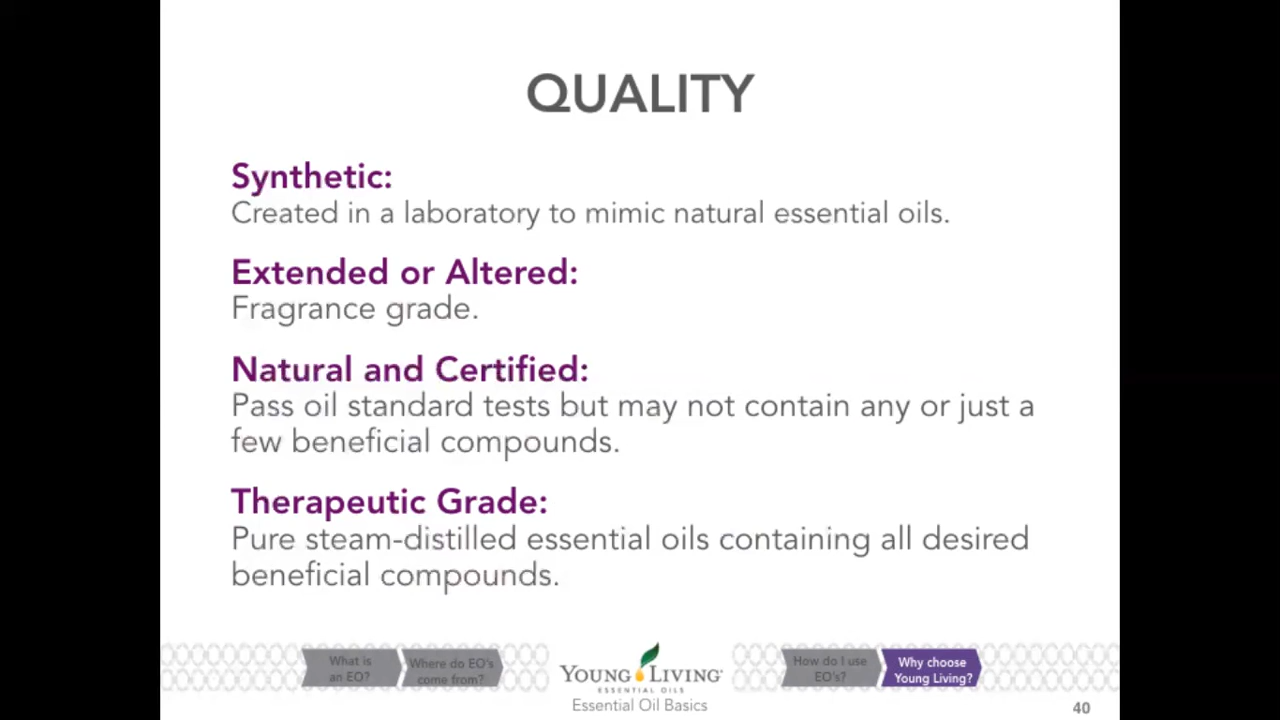 QUALITY
Synthetic:
Created in a laboratory to mimic natural essential oils.
Extended or Altered:
Fragrance grade.
Natural and Certified:
Pass oil standard tests but may not contain any or just a
few beneficial compounds.
Therapeutic Grade:
Pure steam-distilled essential oils containing all desired
beneficial compounds.
What is
an EO?
Where do EO's
come from?
YOUNG LIVING
ESSENTIAL OILS
Essential Oil Basics
How do I use
EO's?
Why choose
Young Living?
40